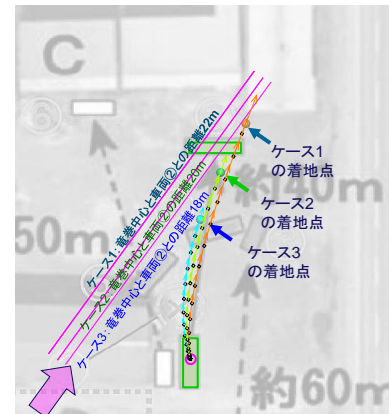 C
ケース1：竜巻中心と車両②との距離22m
ケース2：竜巻中心と車両②との距離20m
ケース3：竜巻中心と車両②との距離18m
ケース1
の着地点
約40m
ケース2
の着地点
50m
ケース3
の着地点
約60m